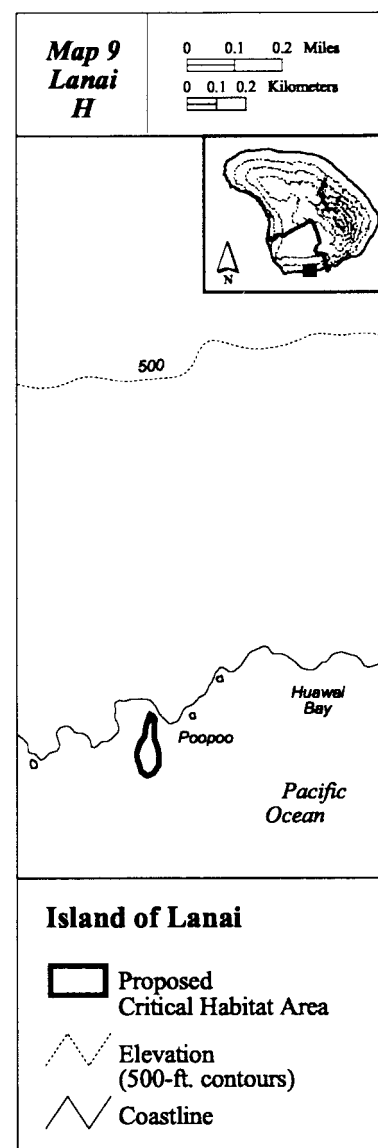 Map 9
Lanai
H
0 0.1 0.2 Miles
0 0.1 0.2 Kilometers
N
500
Huawai
Bay
Poopoo
Pacific
Ocean
Island of Lanai
Proposed
Critical Habitat Area
Elevation
(500-ft. contours)
Coastline